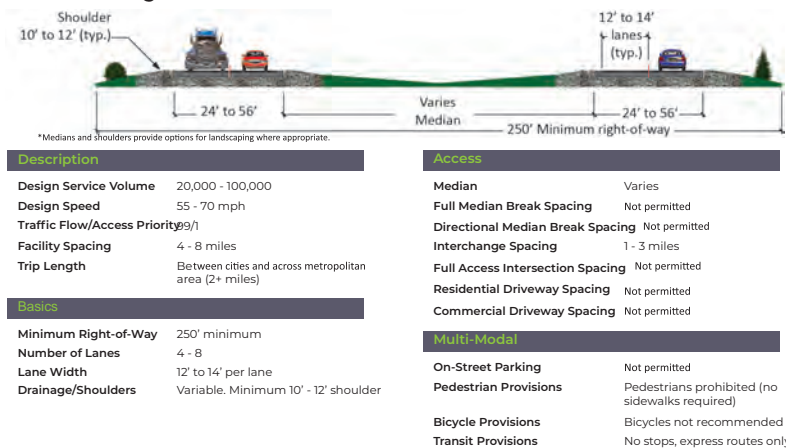 Shoulder
10' to 12' (typ.)
12' to 14'
lanes
(typ.)
24' to 56'
Varies
Median
24' to 56'
250' Minimum right-of-way
*Medians and shoulders provide options for landscaping where appropriate.
Description
Design Service Volume 20,000 - 100,000
Design Speed 55 - 70 mph
Traffic Flow/Access Priority 99/1
Facility Spacing 4 - 8 miles
Trip Length Between cities and across metropolitan
area (2+ miles)
Basics
Minimum Right-of-Way 250' minimum
Number of Lanes 4 - 8
Lane Width 12' to 14' per lane
Drainage/Shoulders Variable. Minimum 10' - 12' shoulder
Access
Median Varies
Full Median Break Spacing Not permitted
Directional Median Break Spacing Not permitted
Interchange Spacing 1 - 3 miles
Full Access Intersection Spacing Not permitted
Residential Driveway Spacing Not permitted
Commercial Driveway Spacing Not permitted
Multi-Modal
On-Street Parking Not permitted
Pedestrian Provisions Pedestrians prohibited (no
sidewalks required)
Bicycle Provisions Bicycles not recommended
Transit Provisions No stops, express routes only